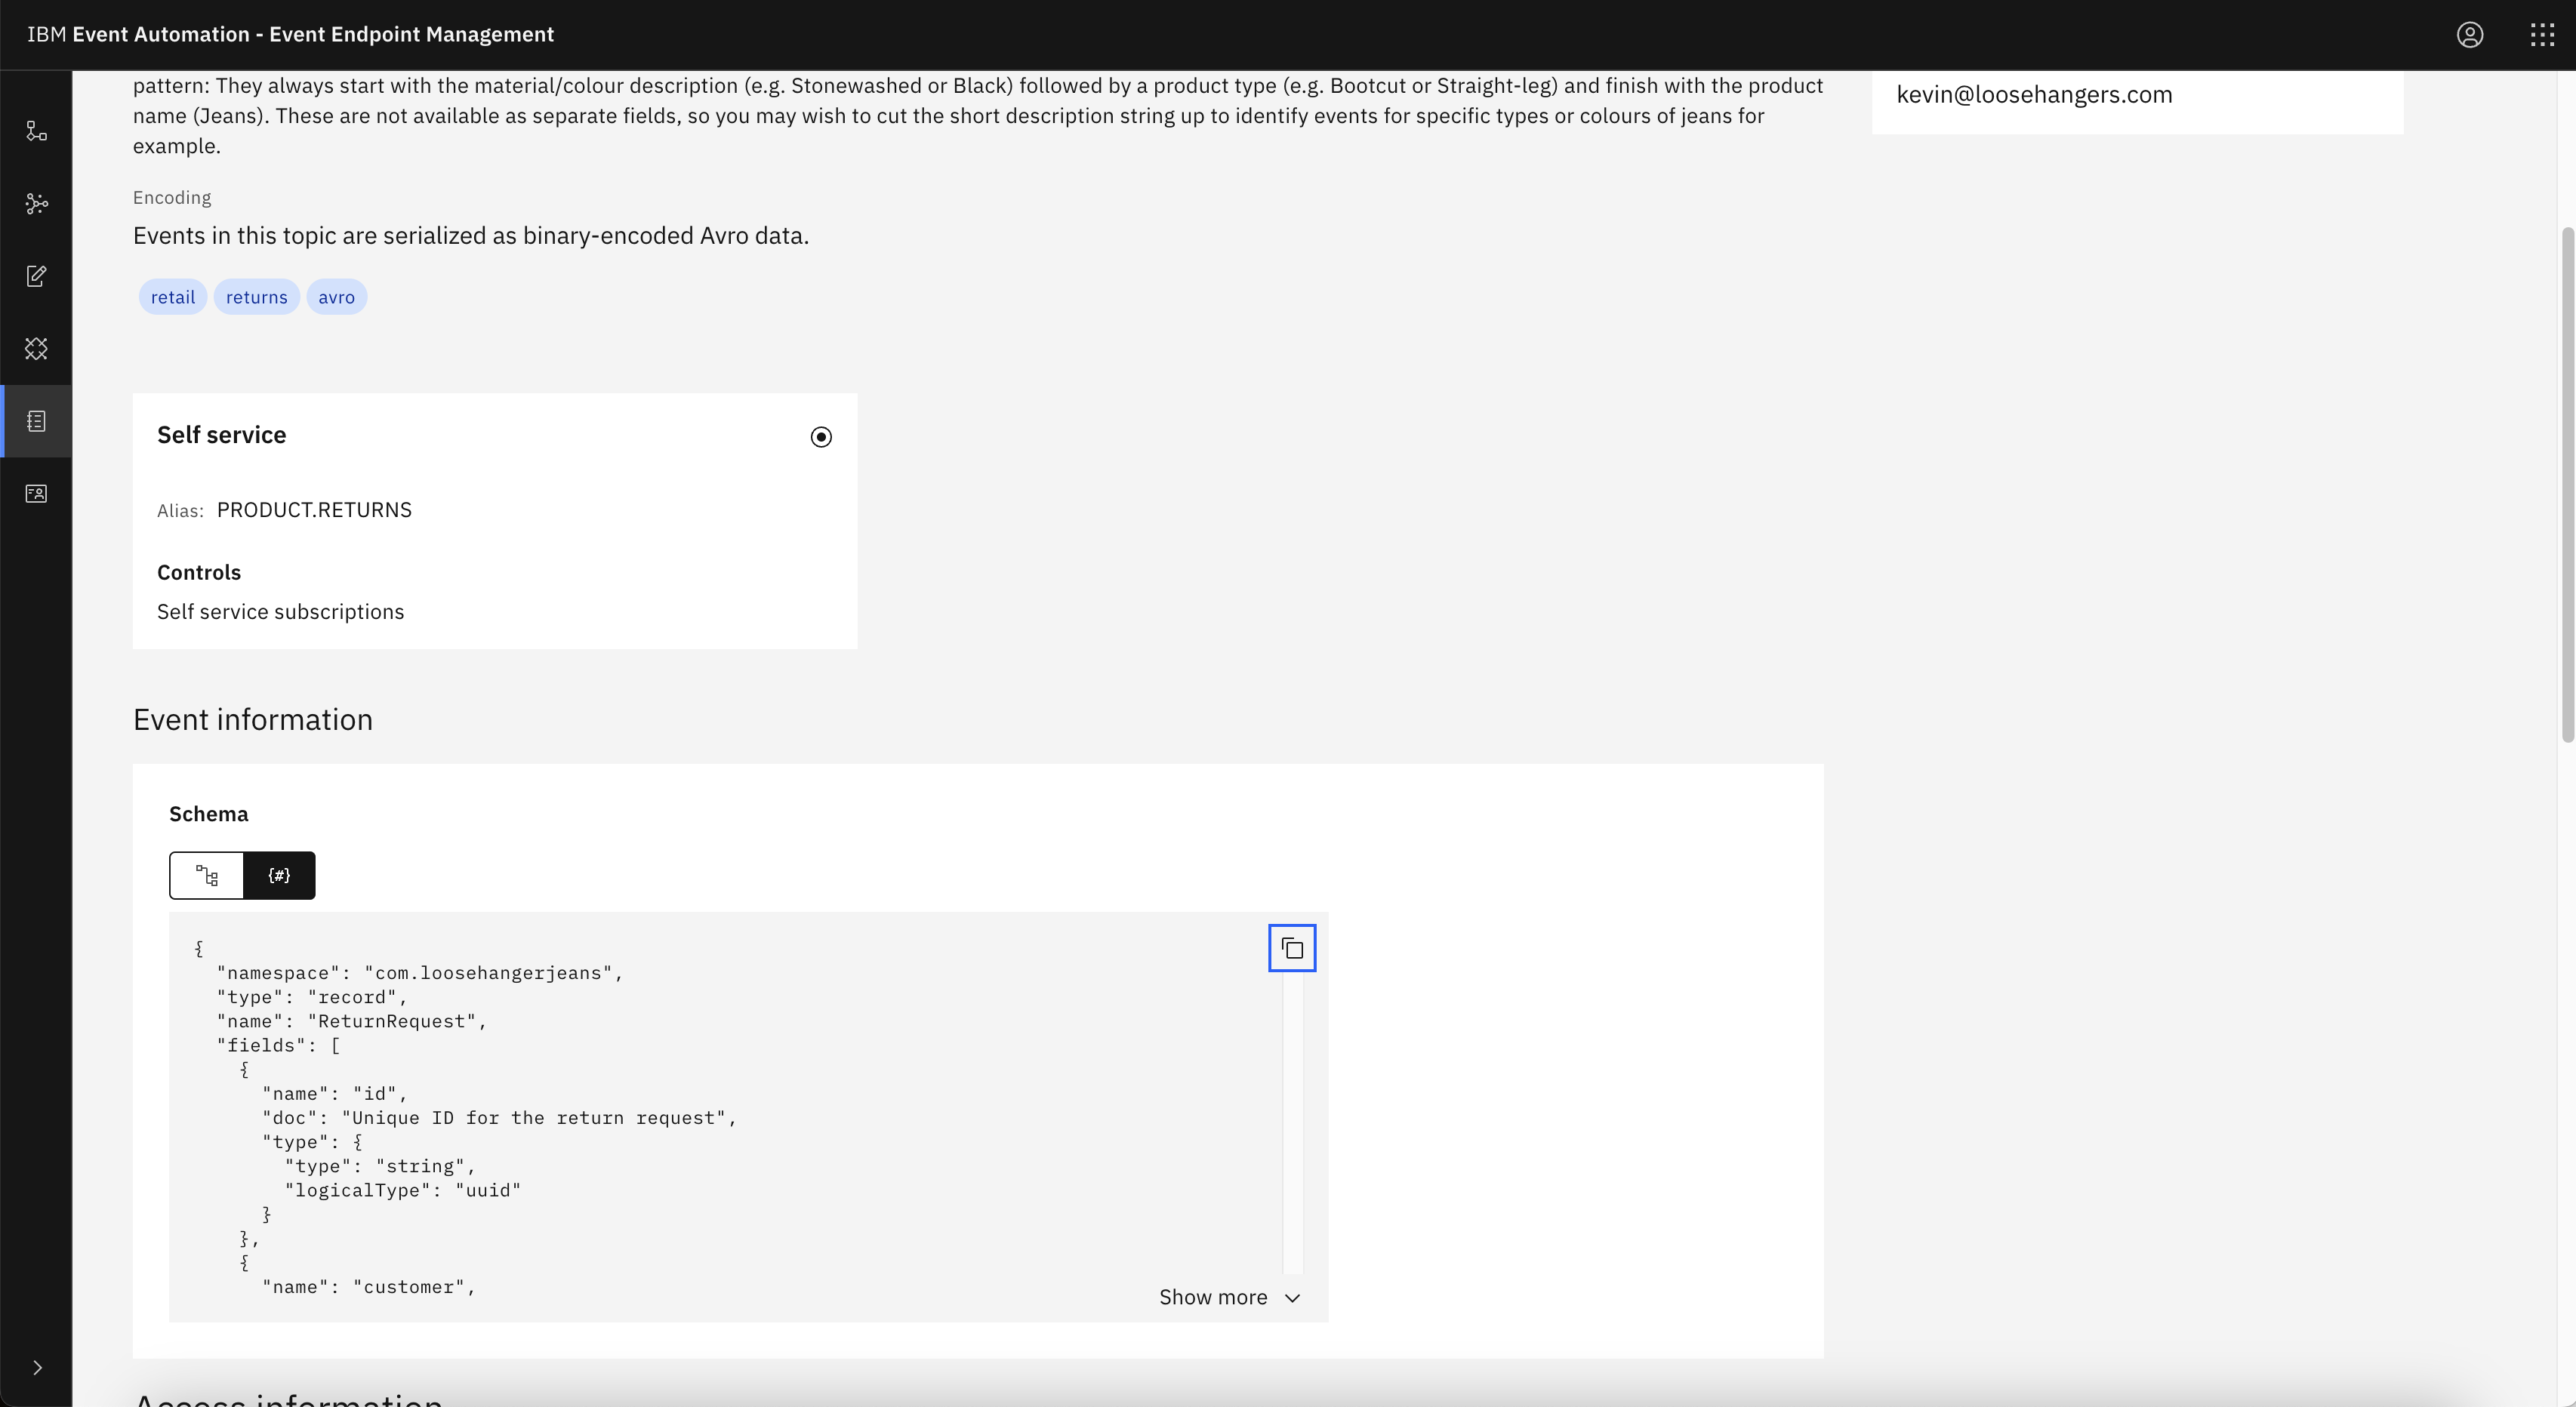 IBM Event Automation - Event Endpoint Management
pattern: They always start with the material/colour description (e.g. Stonewashed or Black) followed by a product type (e.g. Bootcut or Straight-leg) and finish with the product
name (Jeans). These are not available as separate fields, so you may wish to cut the short description string up to identify events for specific types or colours of jeans for
example.
kevin@loosehangers.com
Encoding
Events in this topic are serialized as binary-encoded Avro data.
retail returns avro
Self service
Alias: PRODUCT.RETURNS
Controls
Self service subscriptions
Event information
Schema
{#}
{
  "namespace": "com.loosehangerjeans",
  "type": "record",
  "name": "ReturnRequest",
  "fields": [
    {
      "name": "id",
      "doc": "Unique ID for the return request",
      "type": {
        "type": "string",
        "logicalType": "uuid"
      }
    },
    {
      "name": "customer",
Show more
Access information